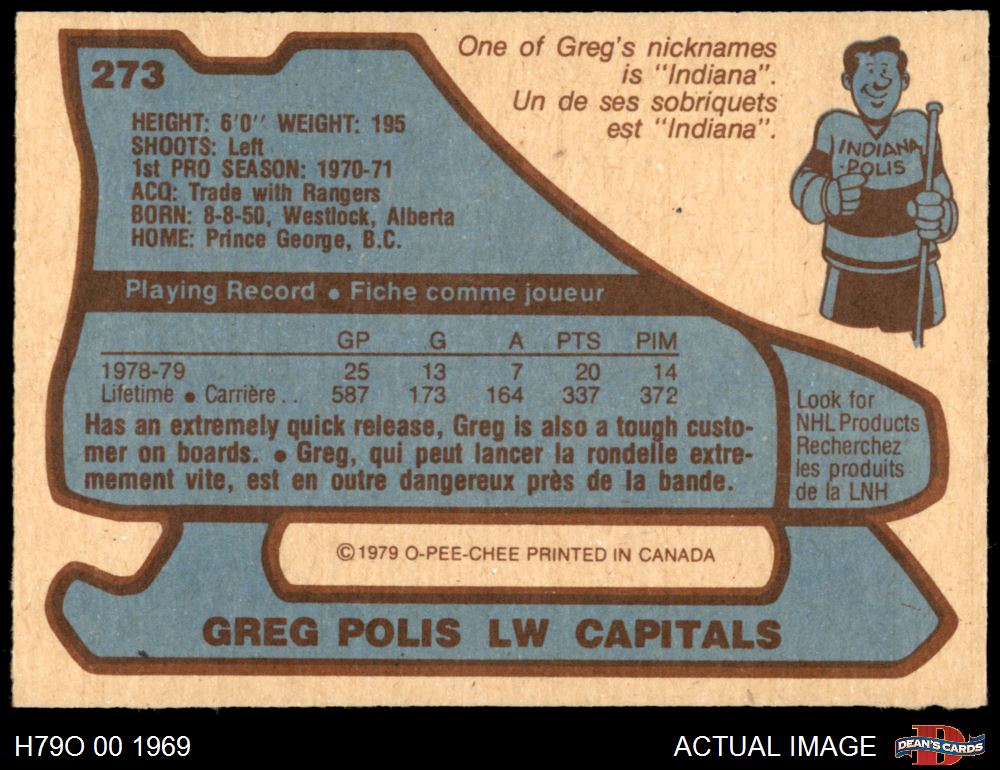 273
One of Greg's nicknames
is "Indiana".
Un de ses sobriquets
est "Indiana".
INDIANA
-POLIS
HEIGHT: 6'0" WEIGHT: 195
SHOOTS: Left
1st PRO SEASON: 1970-71
ACQ: Trade with Rangers
BORN: 8-8-50, Westlock, Alberta
HOME: Prince George, B.C.
Playing Record • Fiche comme joueur
GP G A PTS PIM
1978-79 25 13 7 20 14
Lifetime • Carrière . . 587 173 164 337 372
Has an extremely quick release, Greg is also a tough custo-
mer on boards. • Greg, qui peut lancer la rondelle extre-
mement vite, est en outre dangereux près de la bande.
Look for
NHL Products
Recherchez
les produits
de la LNH
© 1979 O-PEE-CHEE PRINTED IN CANADA
GREG POLIS LW CAPITALS
H79O 00 1969
ACTUAL IMAGE
D
DEAN'S CARDS